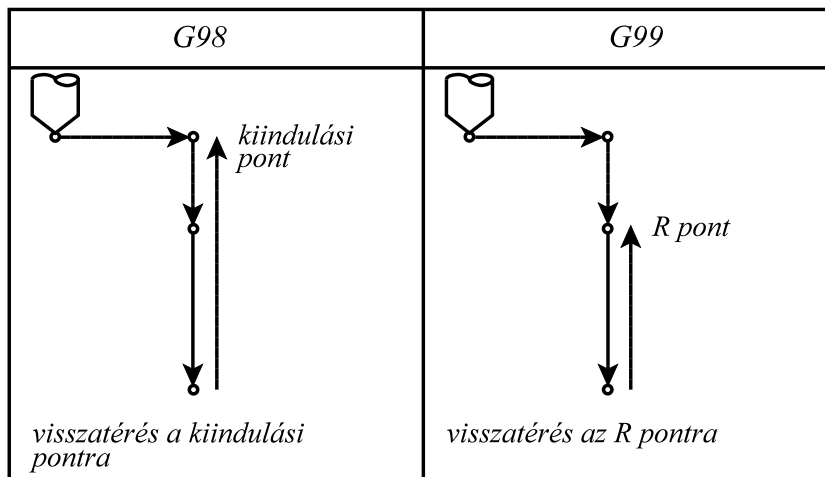 G98
G99
kiindulási
pont
R pont
visszatérés a kiindulási
pontra
visszatérés az R pontra